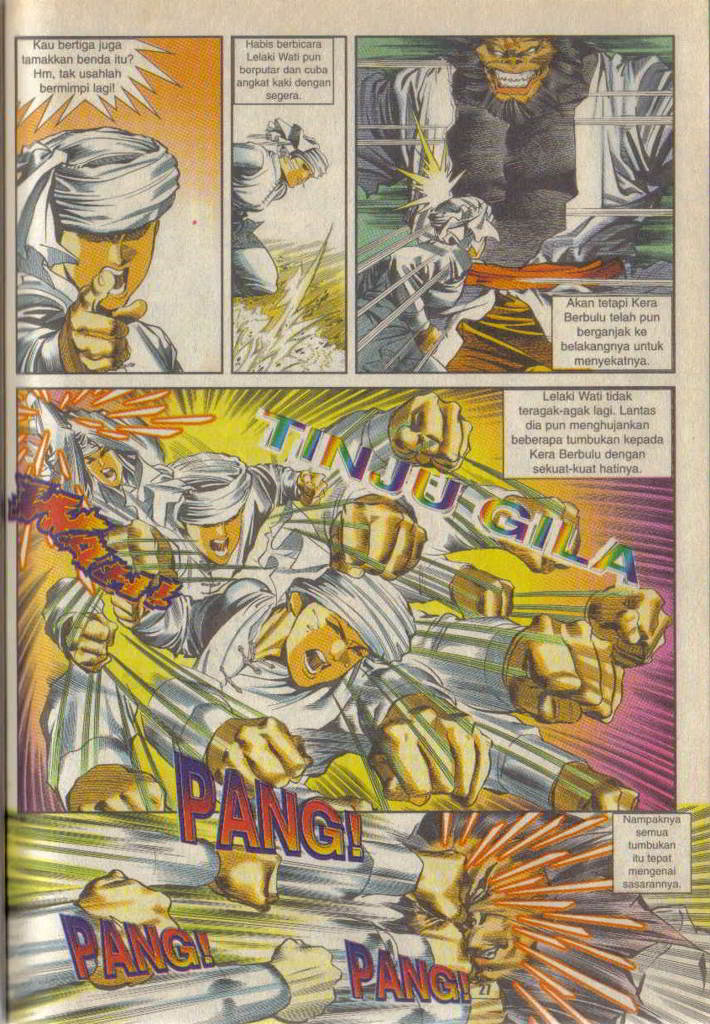 Kau bertiga juga
tamakkan benda itu?
Hm, tak usahlah
bermimpi lagi!
Habis berbicara
Lelaki Wati pun
berputar dan cuba
angkat kaki dengan
segera.
Akan tetapi Kera
Berbulu telah pun
berganjak ke
belakangnya untuk
menyekatnya.
Lelaki Wati tidak
teragak-agak lagi. Lantas
dia pun menghujankan
beberapa tumbukan kepada
Kera Berbulu dengan
sekuat-kuat hatinya.
TINJU GILA
PANG!
Nampaknya
semua
tumbukan
itu tepat
mengenai
sasarannya.
PANG!
PANG!
27